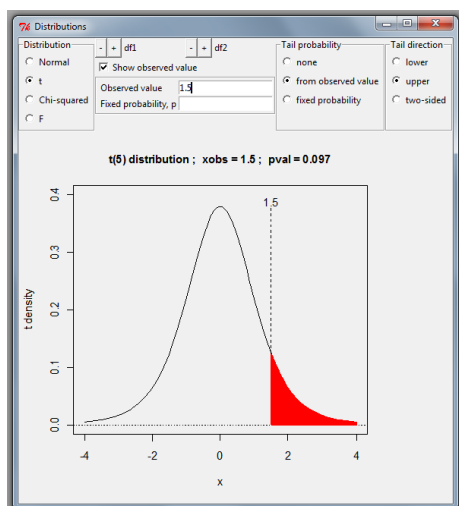 Distributions
Distribution
Normal
t
Chi-squared
F
- + df1 - + df2
Show observed value
Observed value 1.5
Fixed probability, p
Tail probability
none
from observed value
fixed probability
Tail direction
lower
upper
two-sided
t(5) distribution ; xobs = 1.5 ; pval = 0.097
1.5
t density
0.4
0.3
0.2
0.1
0.0
-4 -2 0 2 4
x